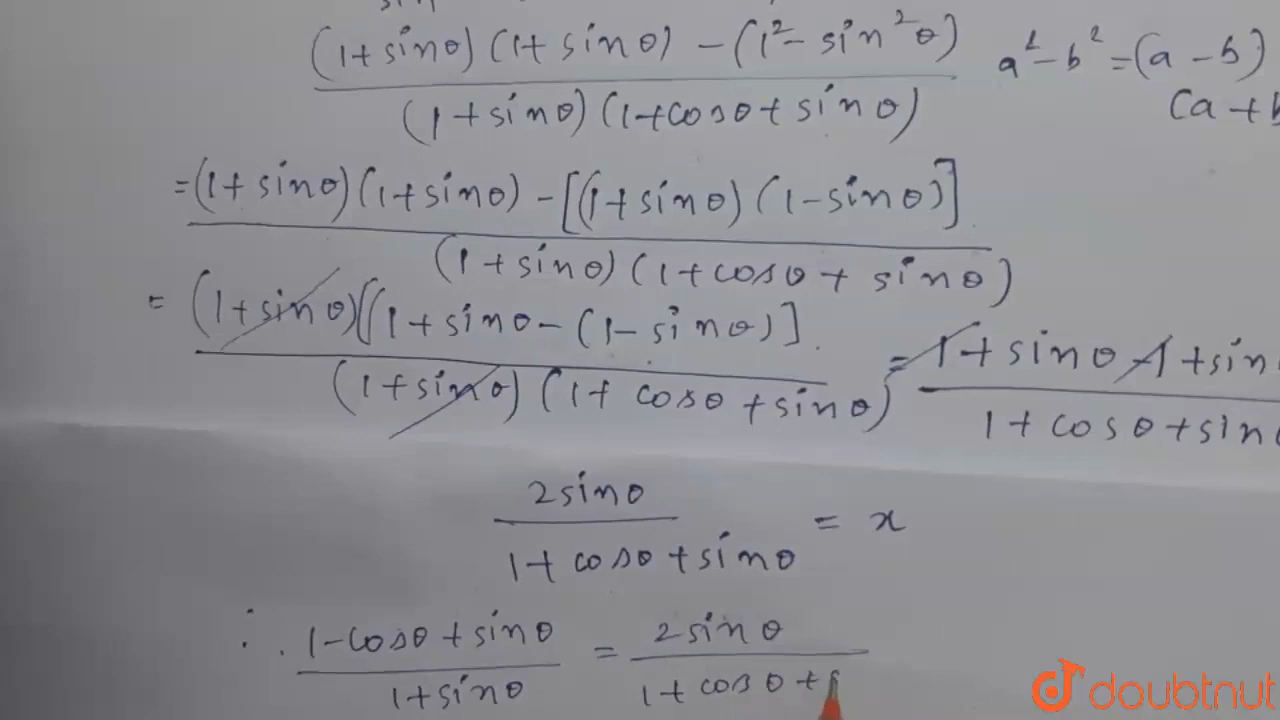 (1+sinθ)(1+sinθ) - (1²- sin²θ)
a²-b²=(a-b)
(1+sinθ)(1+cosθ+sinθ)
(a+b
=(1+sinθ)(1+sinθ)-[(1+sinθ)(1-sinθ)]
(1+sinθ)(1+cosθ+sinθ)
= (1+sinθ)[(1+sinθ-(1-sinθ)]
(1+sinθ)(1+cosθ+sinθ)
= 1+sinθ-1+sin
1+cosθ+sin
2sinθ
1+cosθ+sinθ
= x
∴ 1-cosθ+sinθ
1+sinθ
= 2sinθ
1+cosθ+s
doubtnut